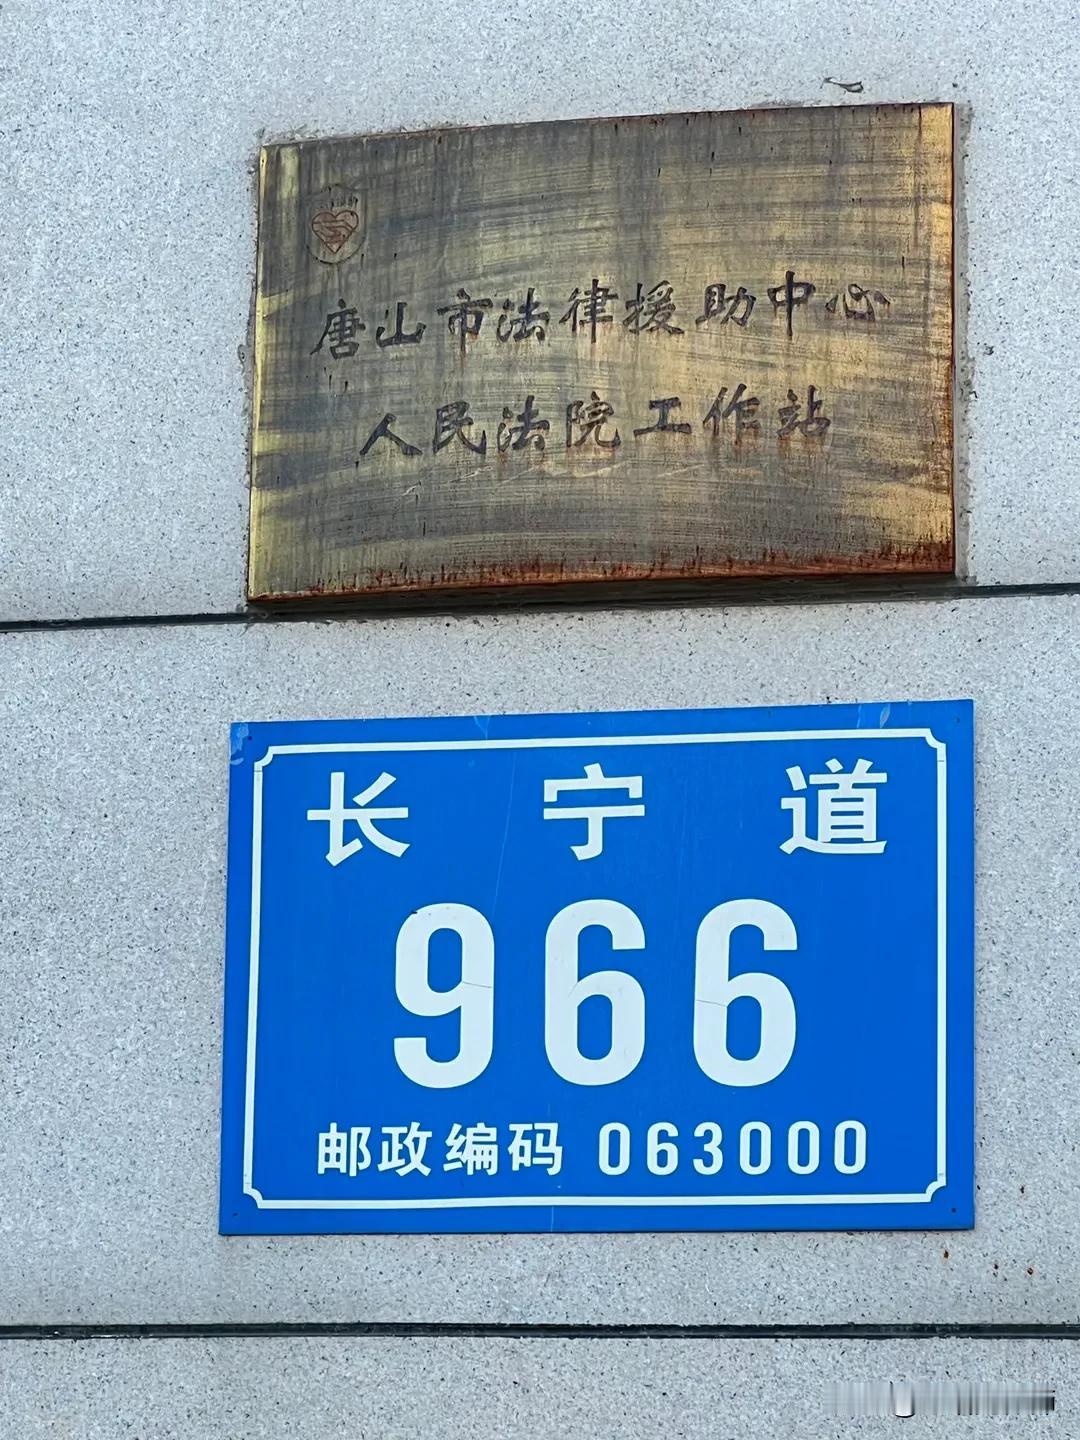 唐山市法律援助中心
人民法院工作站
长宁道
966
邮政编码 063000